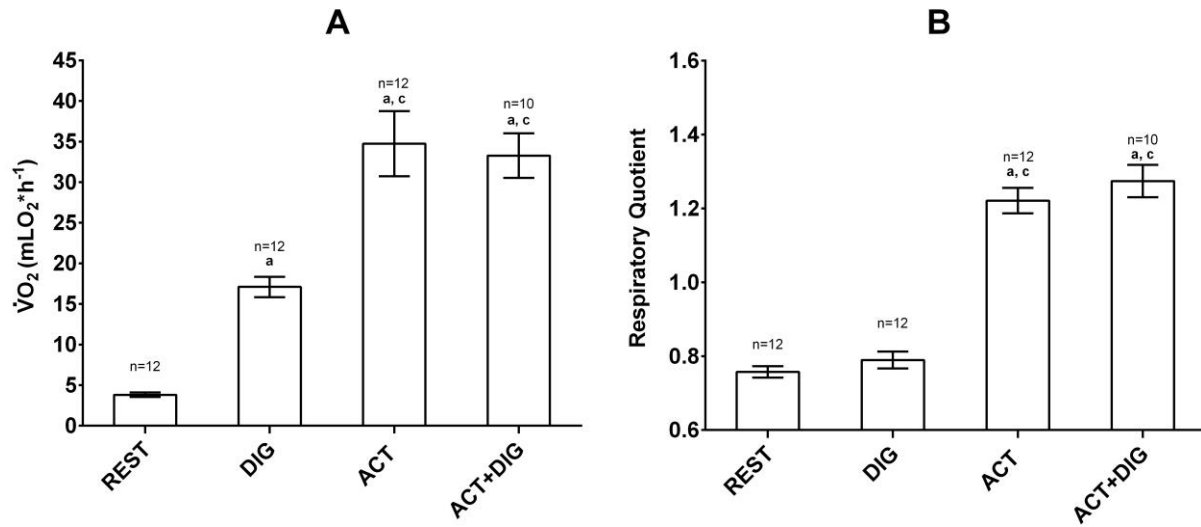 A
V̇O₂ (mLO₂*h⁻¹)
45
40
35
30
25
20
15
10
5
0
n=12
n=12
a
n=12
a, c
n=10
a, c
REST
DIG
ACT
ACT+DIG
B
Respiratory Quotient
1.6
1.4
1.2
1.0
0.8
0.6
n=12
n=12
n=12
a, c
n=10
a, c
REST
DIG
ACT
ACT+DIG